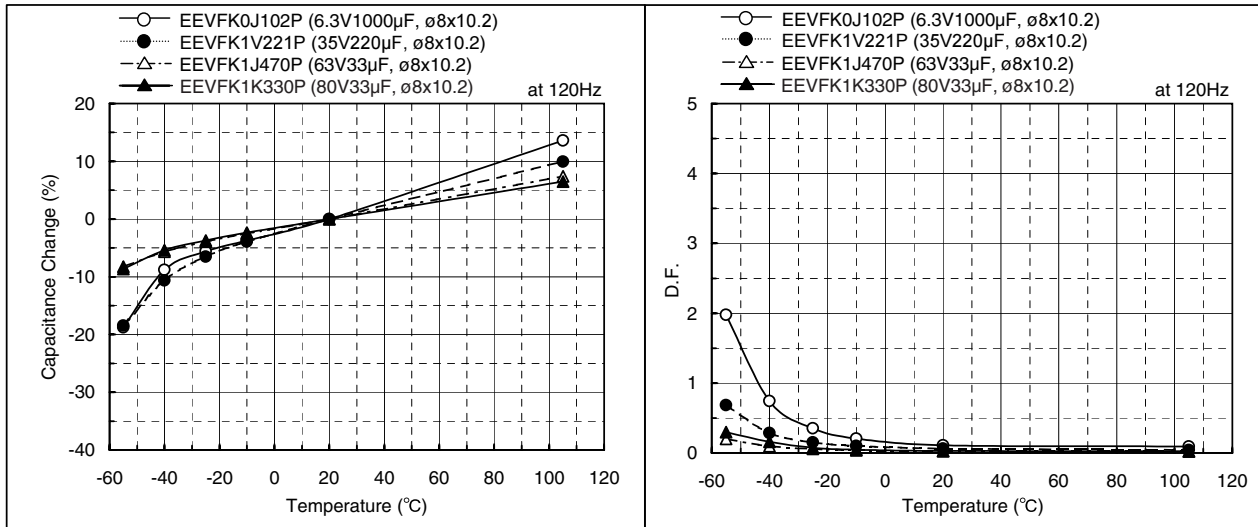 EEVFK0J102P (6.3V1000µF, ø8x10.2)
EEVFK1V221P (35V220µF, ø8x10.2)
EEVFK1J470P (63V33µF, ø8x10.2)
EEVFK1K330P (80V33µF, ø8x10.2)
at 120Hz
20
10
0
-10
-20
-30
-40
Capacitance Change (%)
-60 -40 -20 0 20 40 60 80 100 120
Temperature (℃)
EEVFK0J102P (6.3V1000µF, ø8x10.2)
EEVFK1V221P (35V220µF, ø8x10.2)
EEVFK1J470P (63V33µF, ø8x10.2)
EEVFK1K330P (80V33µF, ø8x10.2)
at 120Hz
5
4
3
2
1
0
D.F.
-60 -40 -20 0 20 40 60 80 100 120
Temperature (℃)